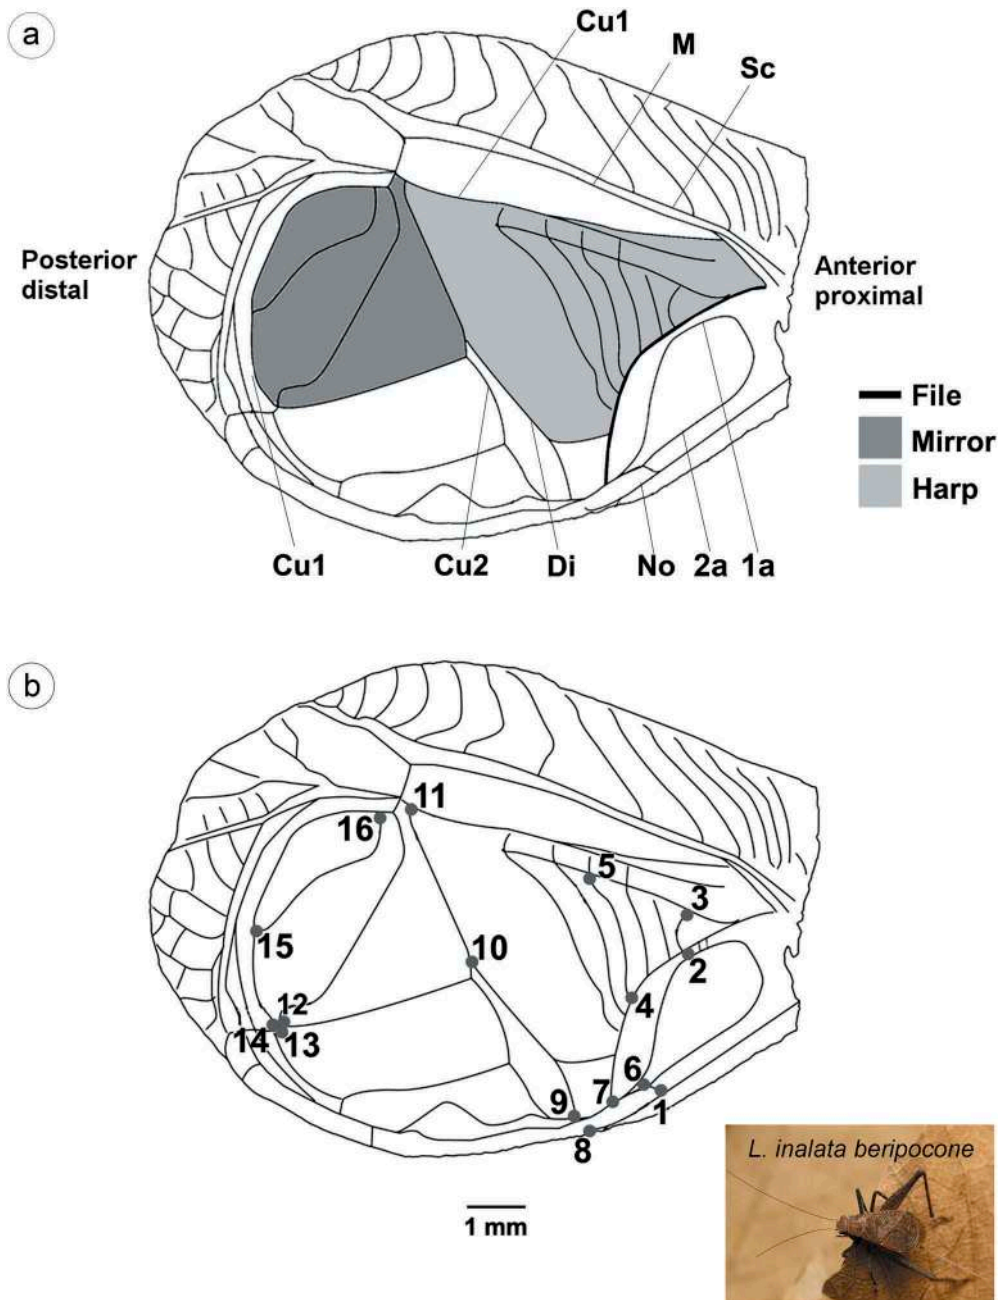 a
Cu1
M
Sc
Posterior
distal
Anterior
proximal
File
Mirror
Harp
Cu1
Cu2
Di
No
2a
1a
b
11
16
5
3
15
10
2
12
4
14
13
6
7
1
9
8
1 mm
L. inalata beripocone